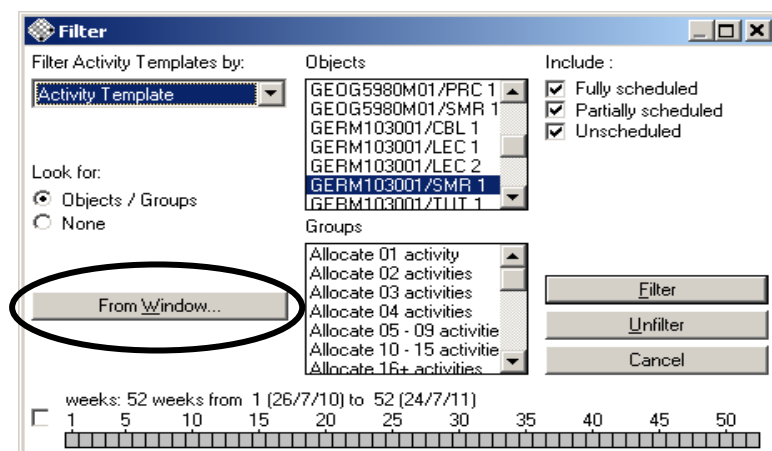 Filter
Filter Activity Templates by:
Activity Template
Look for:
Objects / Groups
None
From Window...
Objects
GEOG5980M01/PRC 1
GEOG5980M01/SMR 1
GERM103001/CBL 1
GERM103001/LEC 1
GERM103001/LEC 2
GERM103001/SMR 1
GERM103001/TUT 1
Groups
Allocate 01 activity
Allocate 02 activities
Allocate 03 activities
Allocate 04 activities
Allocate 05 - 09 activitie
Allocate 10 - 15 activitie
Allocate 16+ activities
Include :
Fully scheduled
Partially scheduled
Unscheduled
Filter
Unfilter
Cancel
weeks: 52 weeks from 1 (26/7/10) to 52 (24/7/11)
1 5 10 15 20 25 30 35 40 45 50